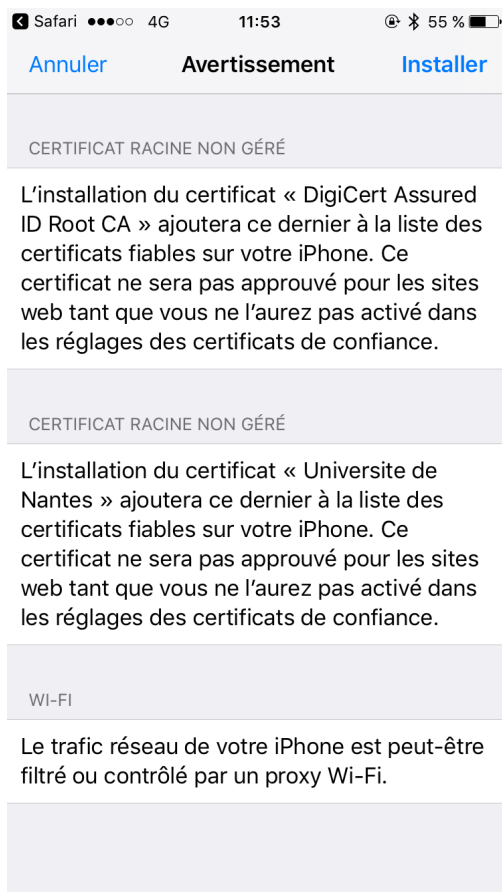 Safari 4G 11:53 55 %
Annuler Avertissement Installer
CERTIFICAT RACINE NON GÉRÉ
L’installation du certificat « DigiCert Assured
ID Root CA » ajoutera ce dernier à la liste des
certificats fiables sur votre iPhone. Ce
certificat ne sera pas approuvé pour les sites
web tant que vous ne l’aurez pas activé dans
les réglages des certificats de confiance.
CERTIFICAT RACINE NON GÉRÉ
L’installation du certificat « Universite de
Nantes » ajoutera ce dernier à la liste des
certificats fiables sur votre iPhone. Ce
certificat ne sera pas approuvé pour les sites
web tant que vous ne l’aurez pas activé dans
les réglages des certificats de confiance.
WI-FI
Le trafic réseau de votre iPhone est peut-être
filtré ou contrôlé par un proxy Wi-Fi.